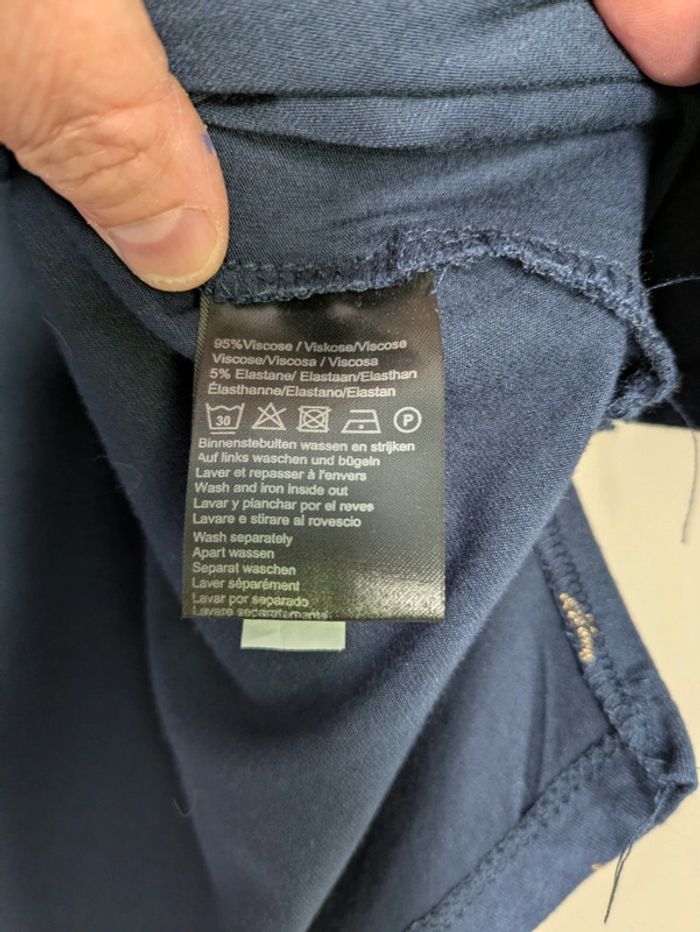 95%Viscose / Viskose/Viscose
Viscose/Viscosa / Viscosa
5% Elastane/ Elastaan/Elasthan
Élasthanne/Elastano/Elastan
30 P
Binnenstebuiten wassen en strijken
Auf links waschen und bügeln
Laver et repasser à l'envers
Wash and iron inside out
Lavar y planchar por el reves
Lavare e stirare al rovescio
Wash separately
Apart wassen
Separat waschen
Laver séparément
Lavar por separado
Lavare separatamente